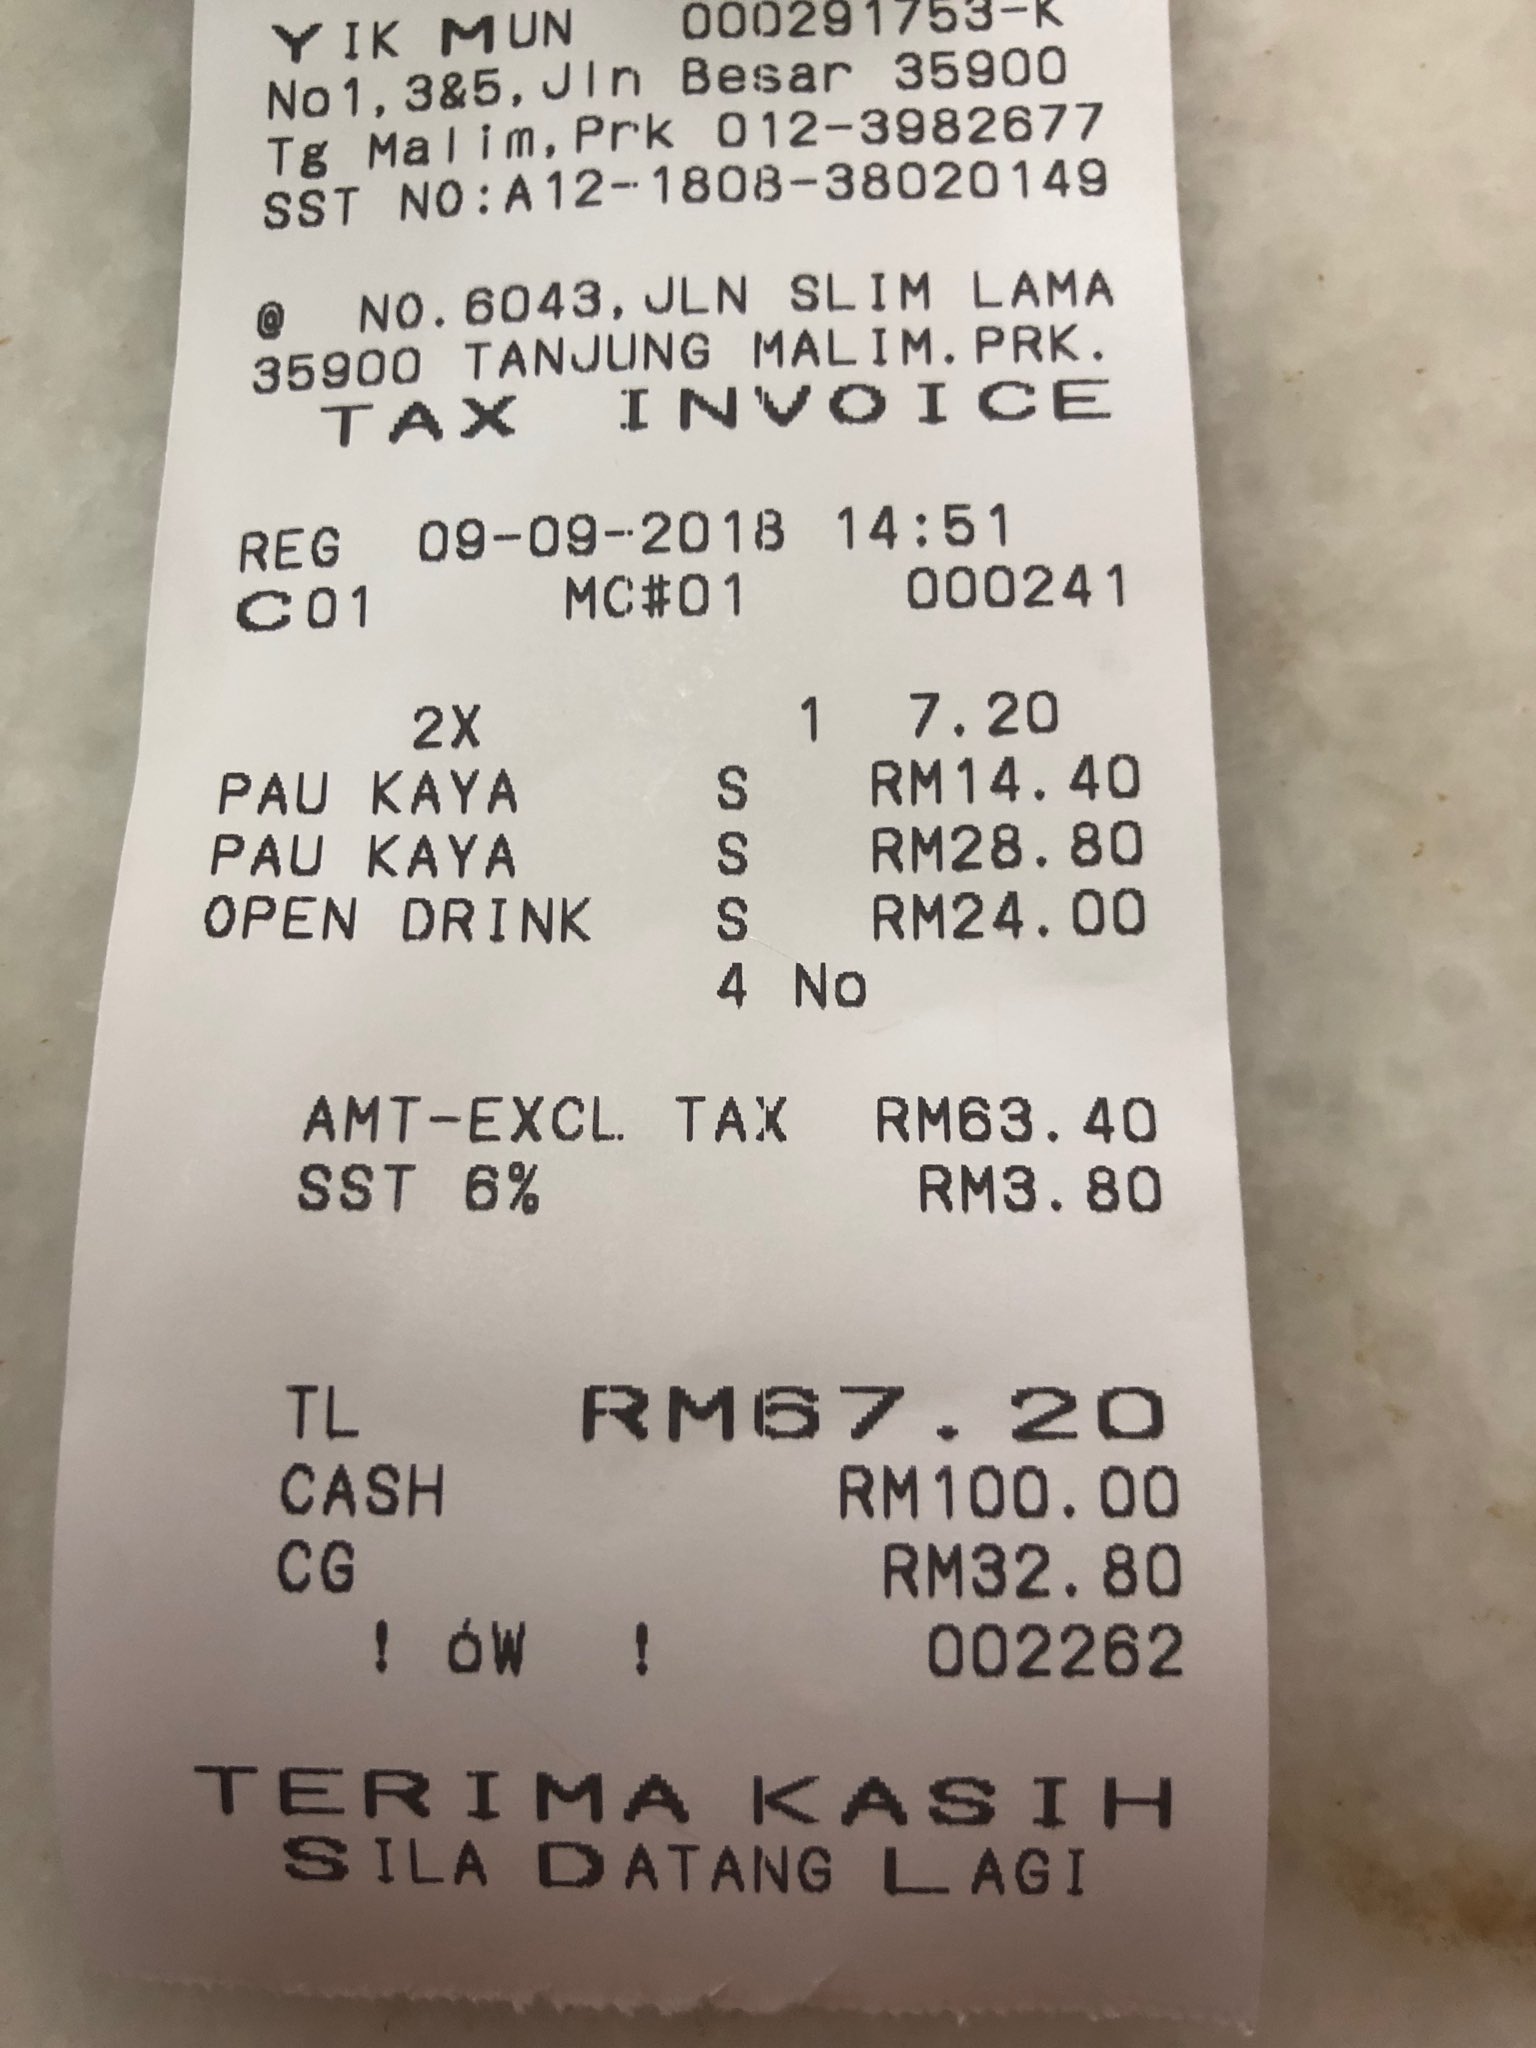 YIK MUN 000291753-K
No1,3&5,Jln Besar 35900
Tg Malim,Prk 012-3982677
SST NO:A12-1808-38020149
@ NO.6043,JLN SLIM LAMA
35900 TANJUNG MALIM.PRK.
TAX INVOICE
REG 09-09-2018 14:51
C01 MC#01 000241
2X 1 7.20
PAU KAYA S RM14.40
PAU KAYA S RM28.80
OPEN DRINK S RM24.00
4 No
AMT-EXCL. TAX RM63.40
SST 6% RM3.80
TL RM67.20
CASH RM100.00
CG RM32.80
! óW ! 002262
TERIMA KASIH
SILA DATANG LAGI